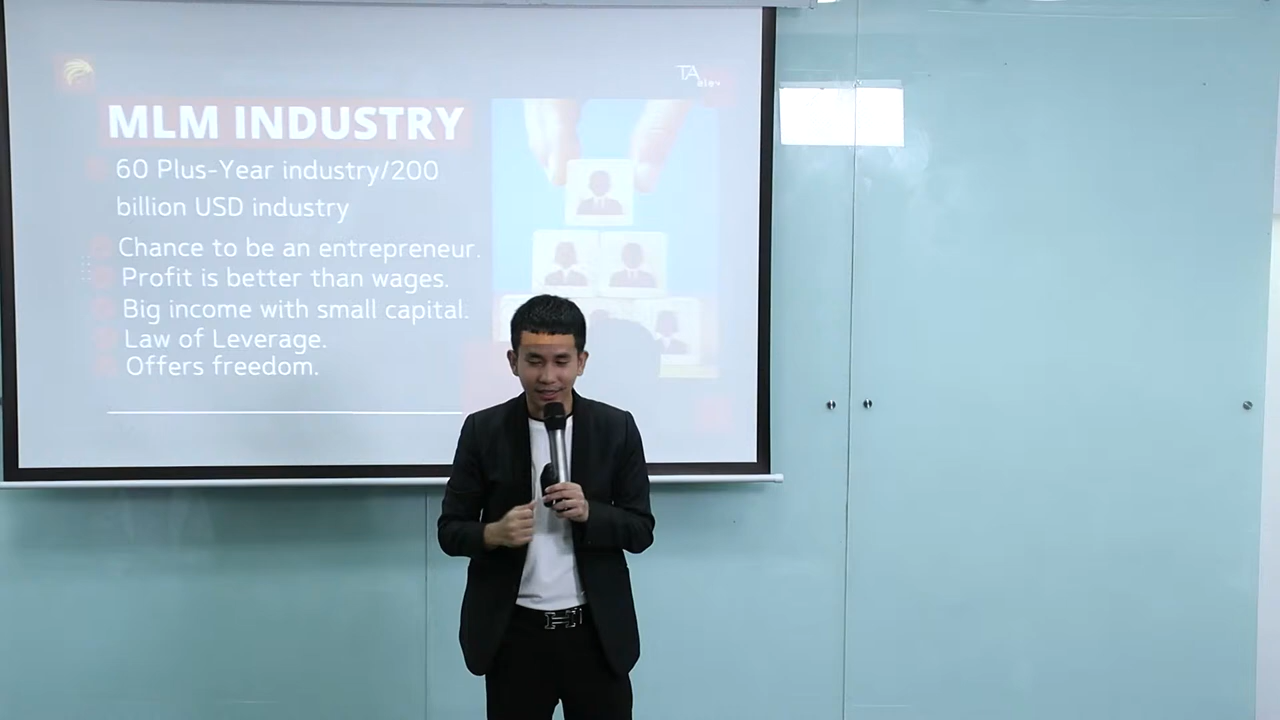 TA
MLM INDUSTRY
60 Plus-Year industry/200
billion USD industry
Chance to be an entrepreneur.
Profit is better than wages.
Big income with small capital.
Law of Leverage.
Offers freedom.